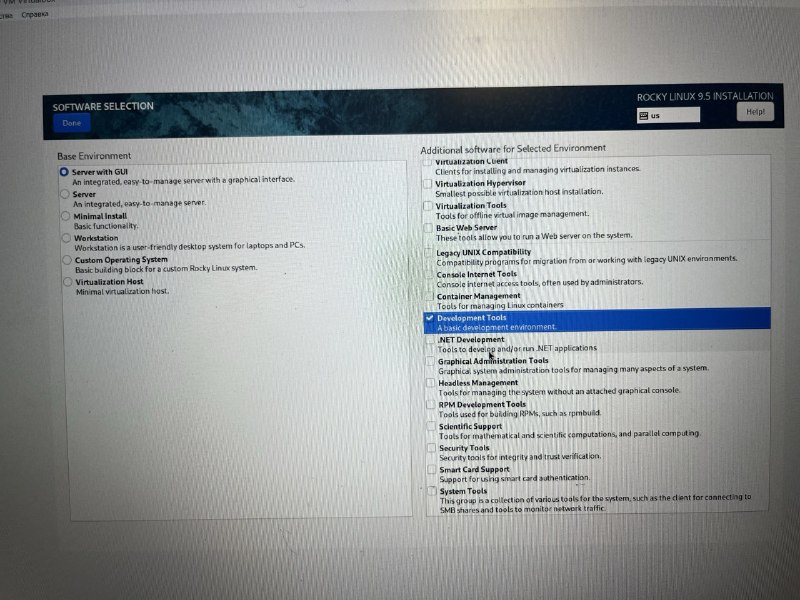 Справка
SOFTWARE SELECTION
Done
ROCKY LINUX 9.5 INSTALLATION
us
Help!
Base Environment
Server with GUI
An integrated, easy-to-manage server with a graphical interface.
Server
An integrated, easy-to-manage server.
Minimal Install
Basic functionality.
Workstation
Workstation is a user-friendly desktop system for laptops and PCs.
Custom Operating System
Basic building block for a custom Rocky Linux system.
Virtualization Host
Minimal virtualization host.
Additional software for Selected Environment
Virtualization Client
Clients for installing and managing virtualization instances.
Virtualization Hypervisor
Smallest possible virtualization host installation.
Virtualization Tools
Tools for offline virtual image management.
Basic Web Server
These tools allow you to run a Web server on the system.
Legacy UNIX Compatibility
Compatibility programs for migration from or working with legacy UNIX environments.
Console Internet Tools
Console internet access tools, often used by administrators.
Container Management
Tools for managing Linux containers
Development Tools
A basic development environment.
.NET Development
Tools to develop and/or run .NET applications
Graphical Administration Tools
Graphical system administration tools for managing many aspects of a system.
Headless Management
Tools for managing the system without an attached graphical console.
RPM Development Tools
Tools used for building RPMs, such as rpmbuild.
Scientific Support
Tools for mathematical and scientific computations, and parallel computing.
Security Tools
Security tools for integrity and trust verification.
Smart Card Support
Support for using smart card authentication.
System Tools
This group is a collection of various tools for the system, such as the client for connecting to
SMB shares and tools to monitor network traffic.